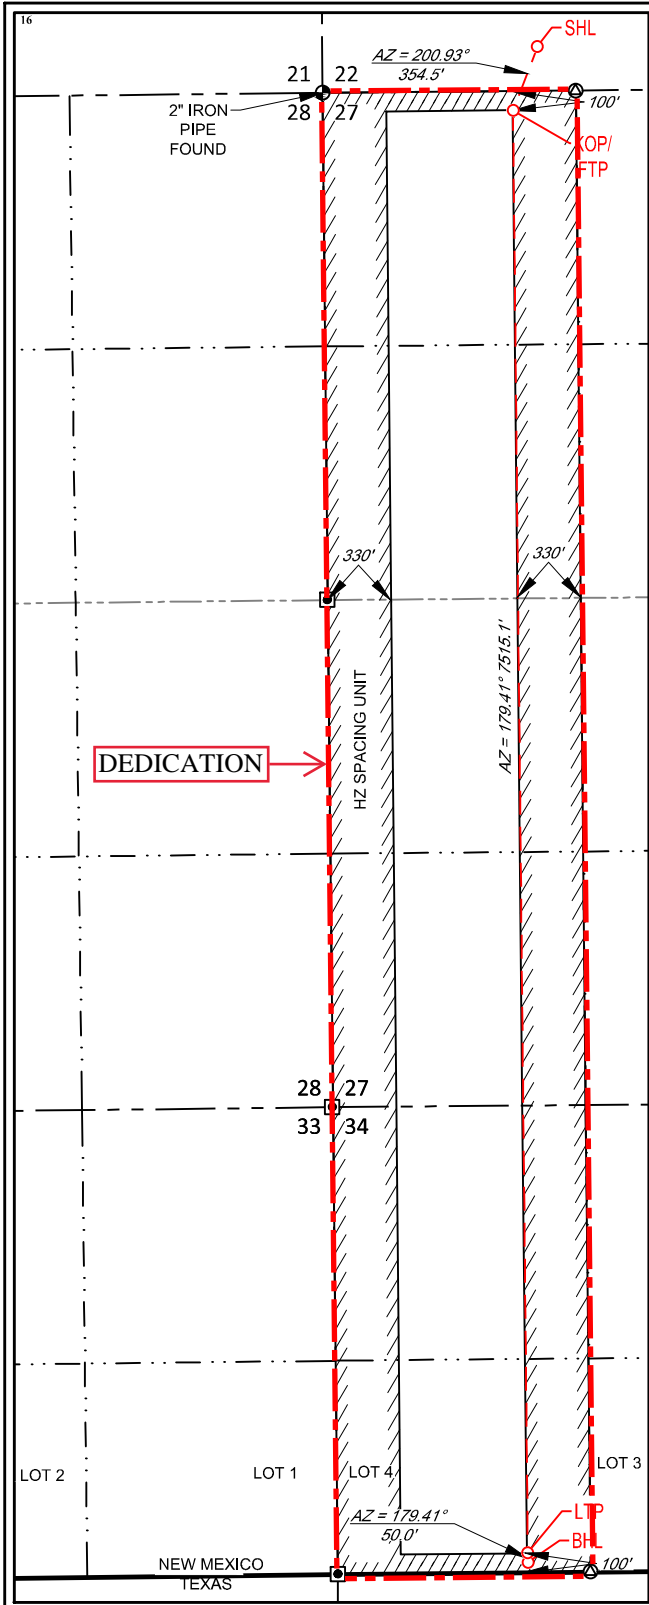 16
SHL
AZ = 200.93°
354.5'
21 22
28 27
2" IRON
PIPE
FOUND
100'
KOP/
FTP
330'
330'
AZ = 179.41° 7515.1'
HZ SPACING UNIT
DEDICATION
28 27
33 34
LOT 2
LOT 1
LOT 4
LOT 3
AZ = 179.41°
50.0'
LTP
BHL
100'
NEW MEXICO
TEXAS